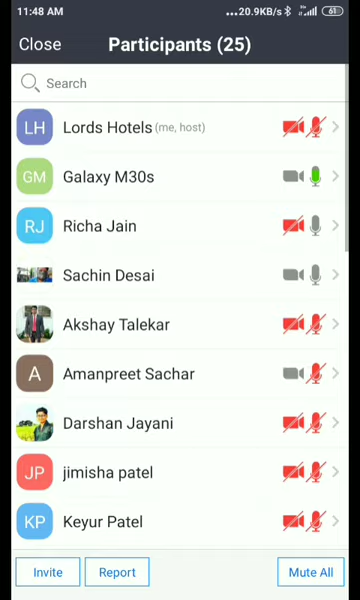 11:48 AM ...20.9KB/s 61
Close Participants (25)
Search
LH Lords Hotels (me, host)
GM Galaxy M30s
RJ Richa Jain
Sachin Desai
Akshay Talekar
A Amanpreet Sachar
Darshan Jayani
JP jimisha patel
KP Keyur Patel
Invite Report Mute All